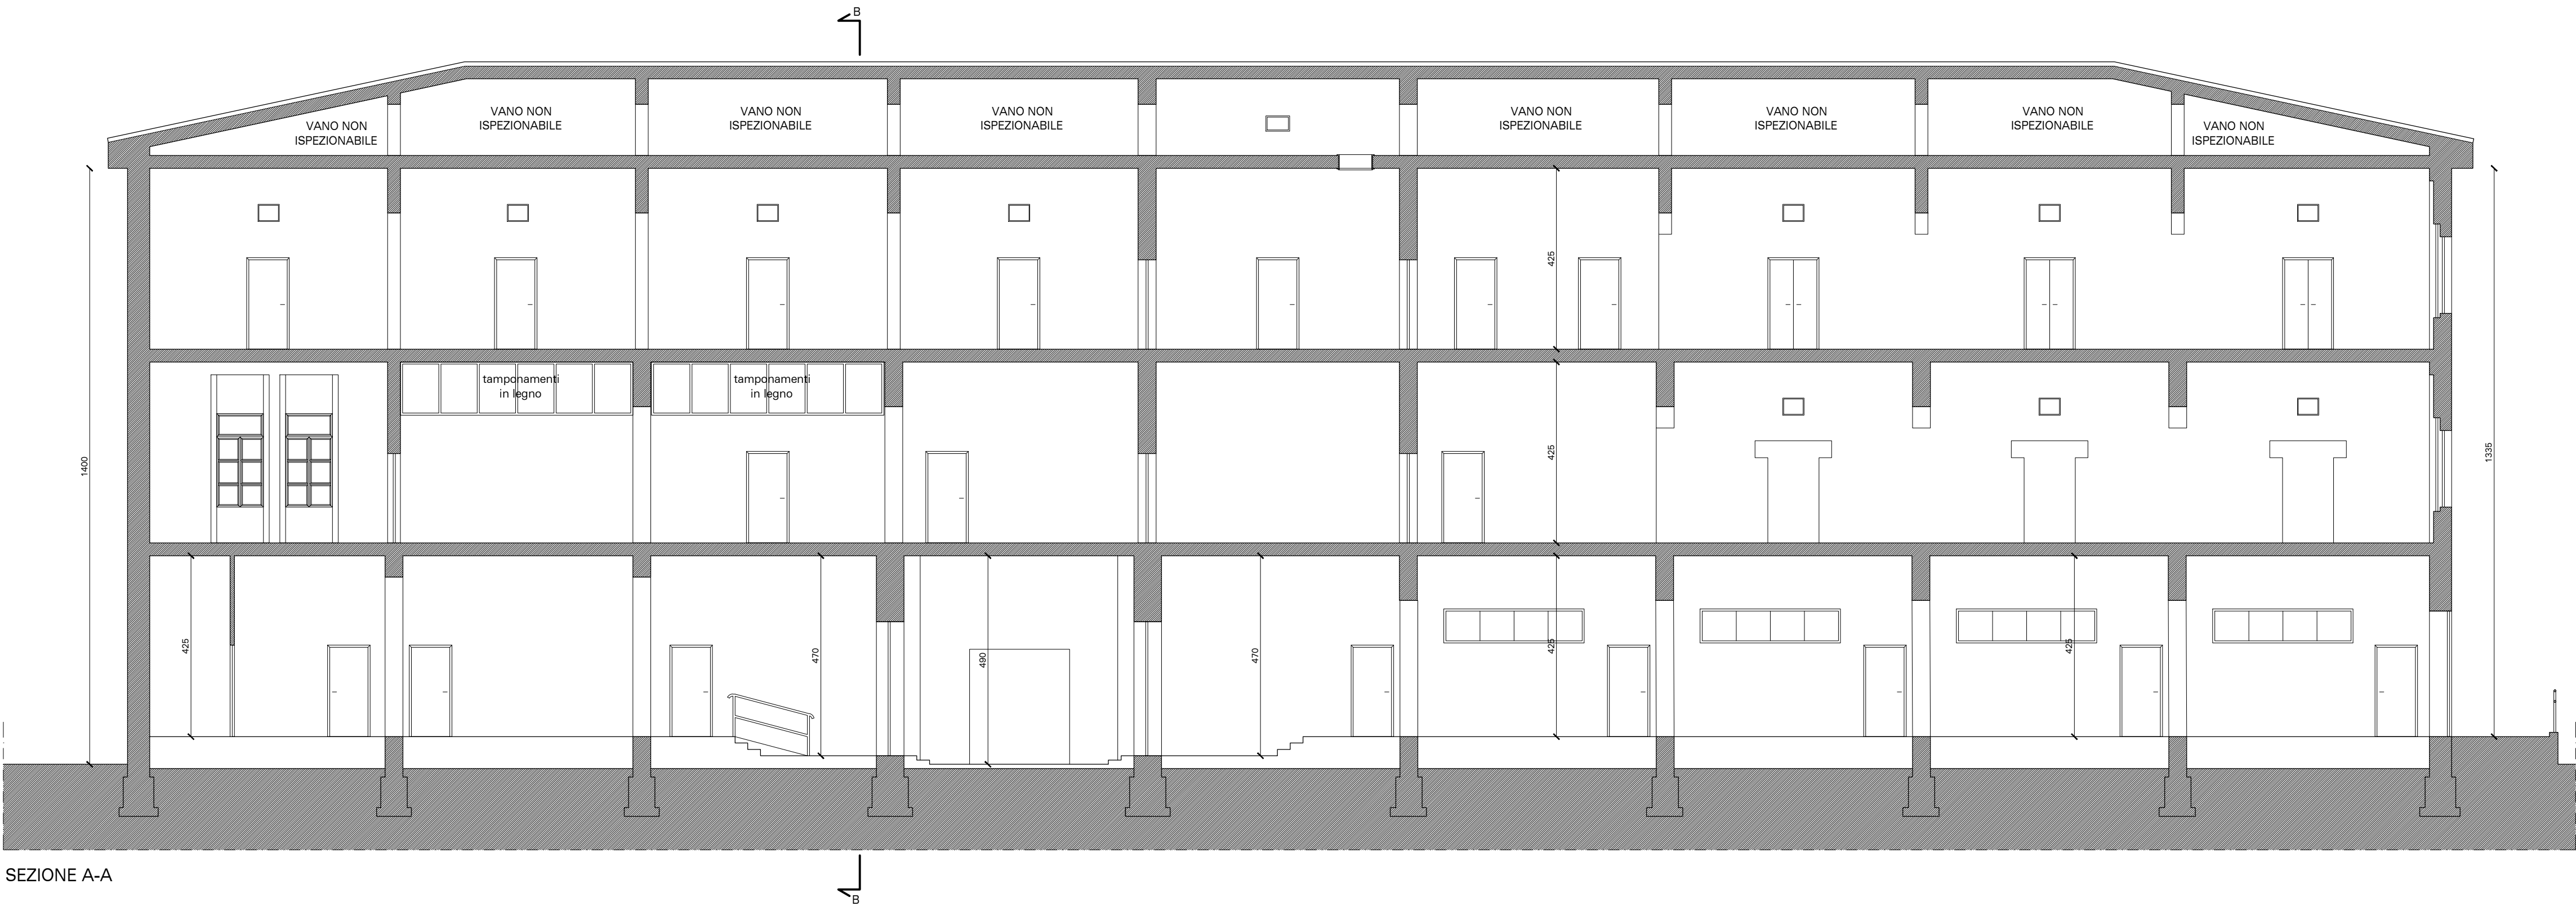 B
VANO NON
ISPEZIONABILE
VANO NON
ISPEZIONABILE
VANO NON
ISPEZIONABILE
VANO NON
ISPEZIONABILE
VANO NON
ISPEZIONABILE
VANO NON
ISPEZIONABILE
VANO NON
ISPEZIONABILE
VANO NON
ISPEZIONABILE
425
tamponamenti
in legno
tamponamenti
in legno
1400
425
1335
425
470
490
470
425
425
SEZIONE A-A
B